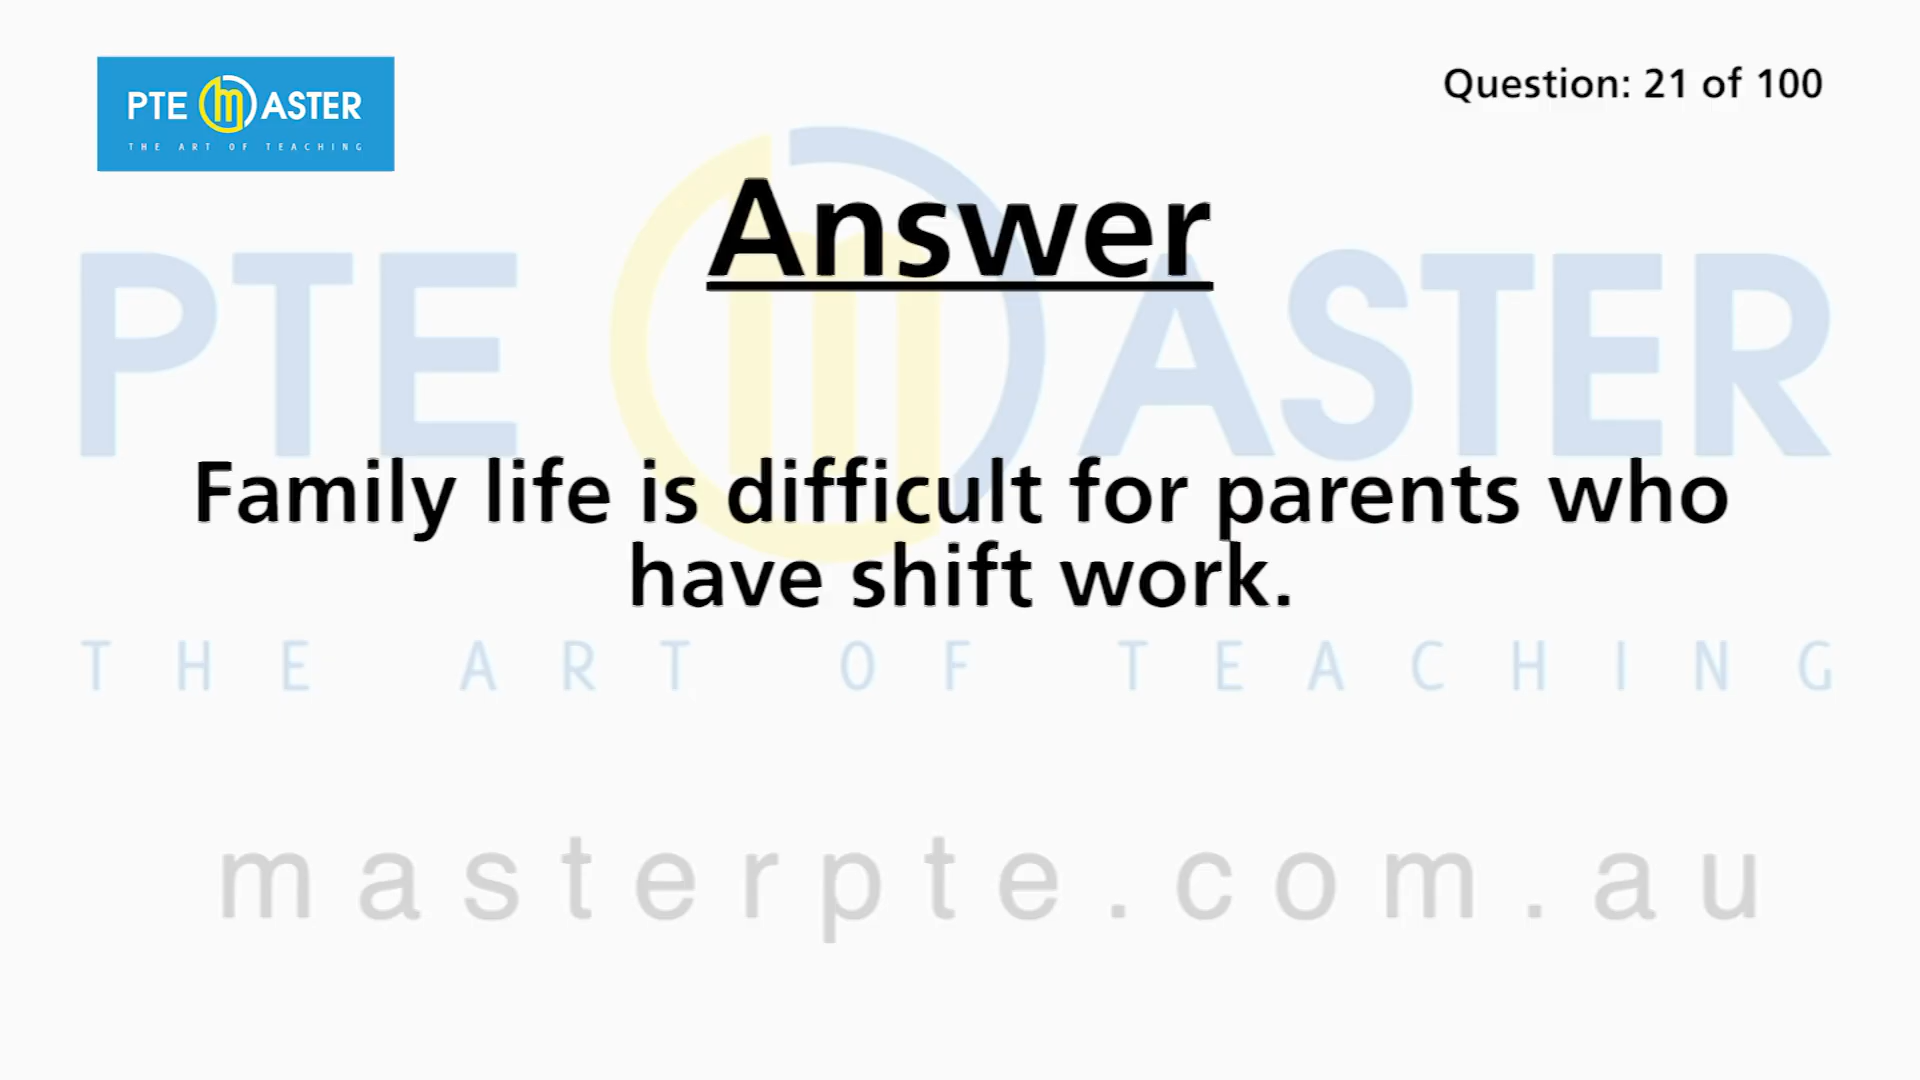 PTE MASTER
THE ART OF TEACHING
Question: 21 of 100
Answer
PTE MASTER
Family life is difficult for parents who
have shift work.
THE ART OF TEACHING
masterpte.com.au